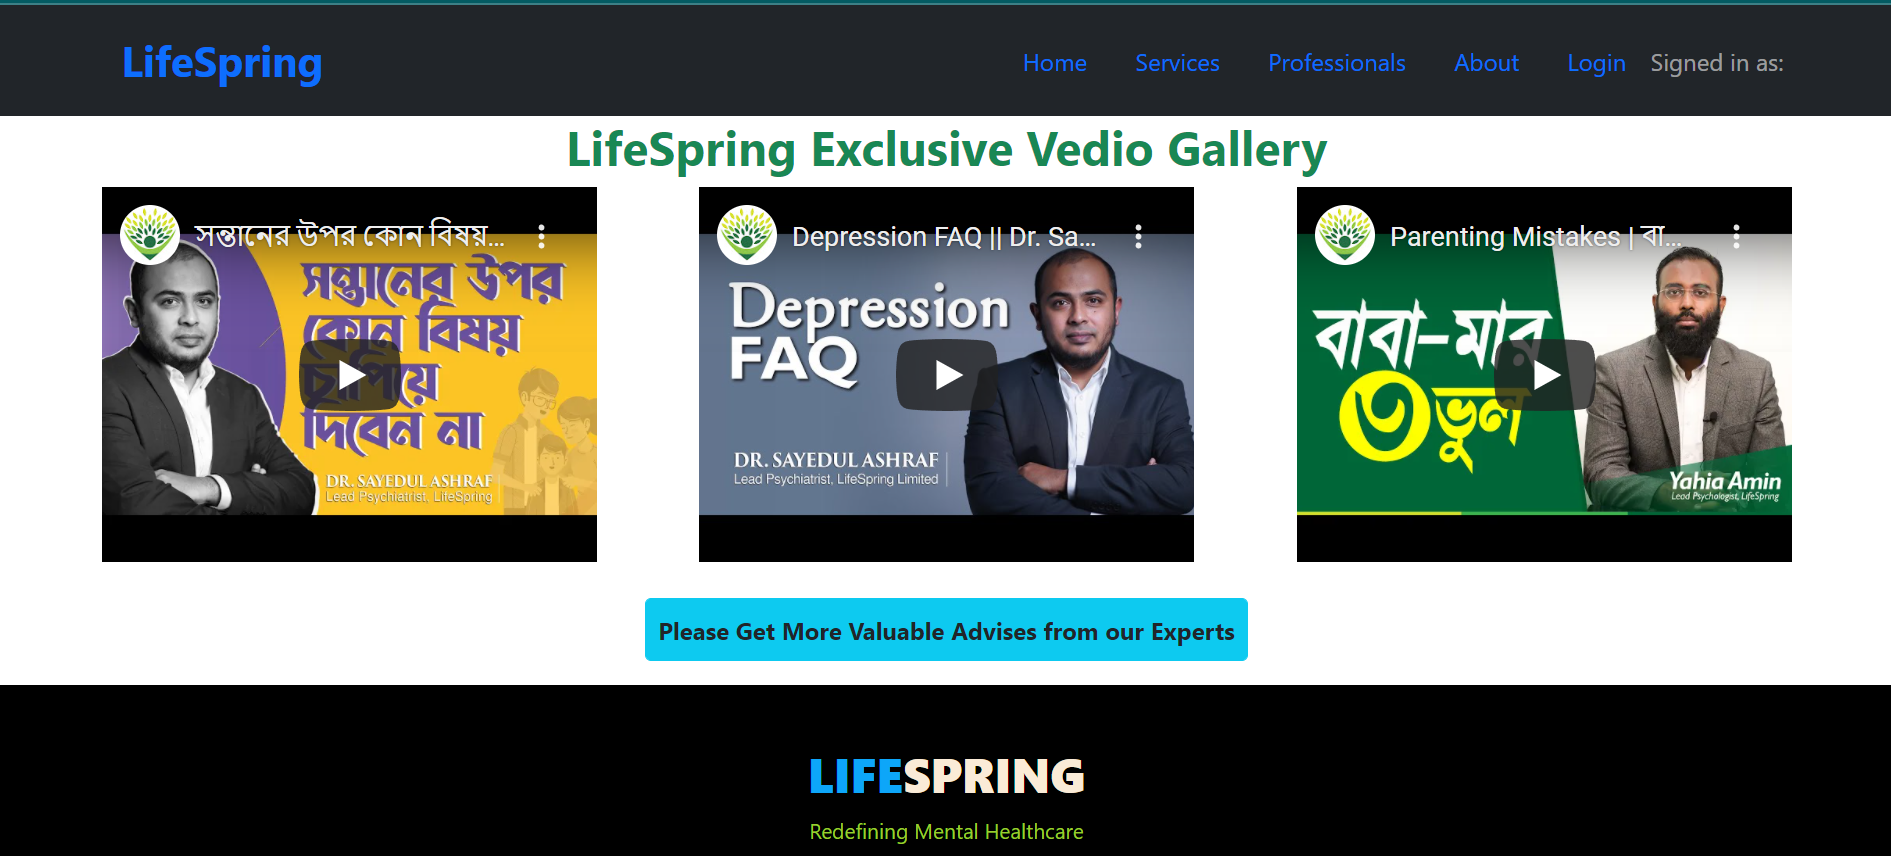 LifeSpring
Home Services Professionals About Login Signed in as:
LifeSpring Exclusive Vedio Gallery
সন্তানের উপর কোন বিষয়...
সন্তানের উপর
কোন বিষয়
চাপিয়ে
দিবেন না
DR. SAYEDUL ASHRAF
Lead Psychiatrist, LifeSpring
Depression FAQ || Dr. Sa...
Depression
FAQ
DR. SAYEDUL ASHRAF
Lead Psychiatrist, LifeSpring Limited
Parenting Mistakes | বা...
বাবা-মার
৩ ভুল
Yahia Amin
Lead Psychologist, LifeSpring
Please Get More Valuable Advises from our Experts
LIFESPRING
Redefining Mental Healthcare